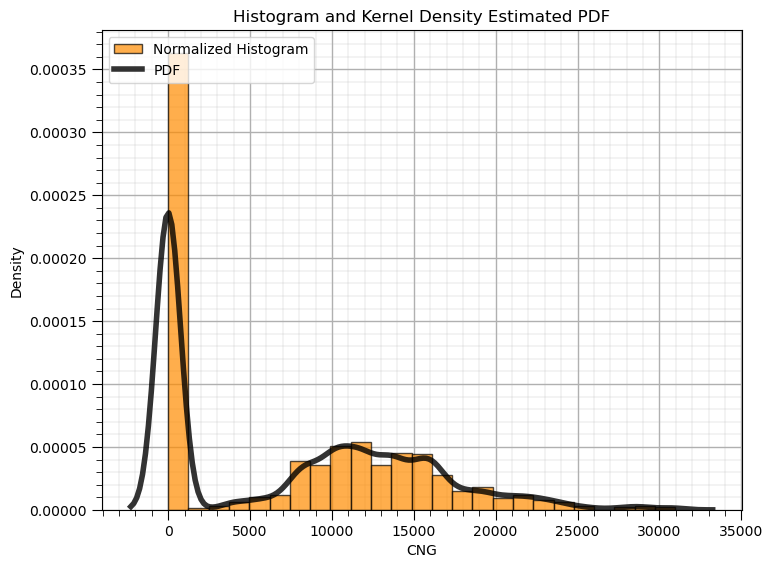 Histogram and Kernel Density Estimated PDF
Normalized Histogram
PDF
0.00035
0.00030
0.00025
0.00020
0.00015
0.00010
0.00005
0.00000
Density
0 5000 10000 15000 20000 25000 30000 35000
CNG